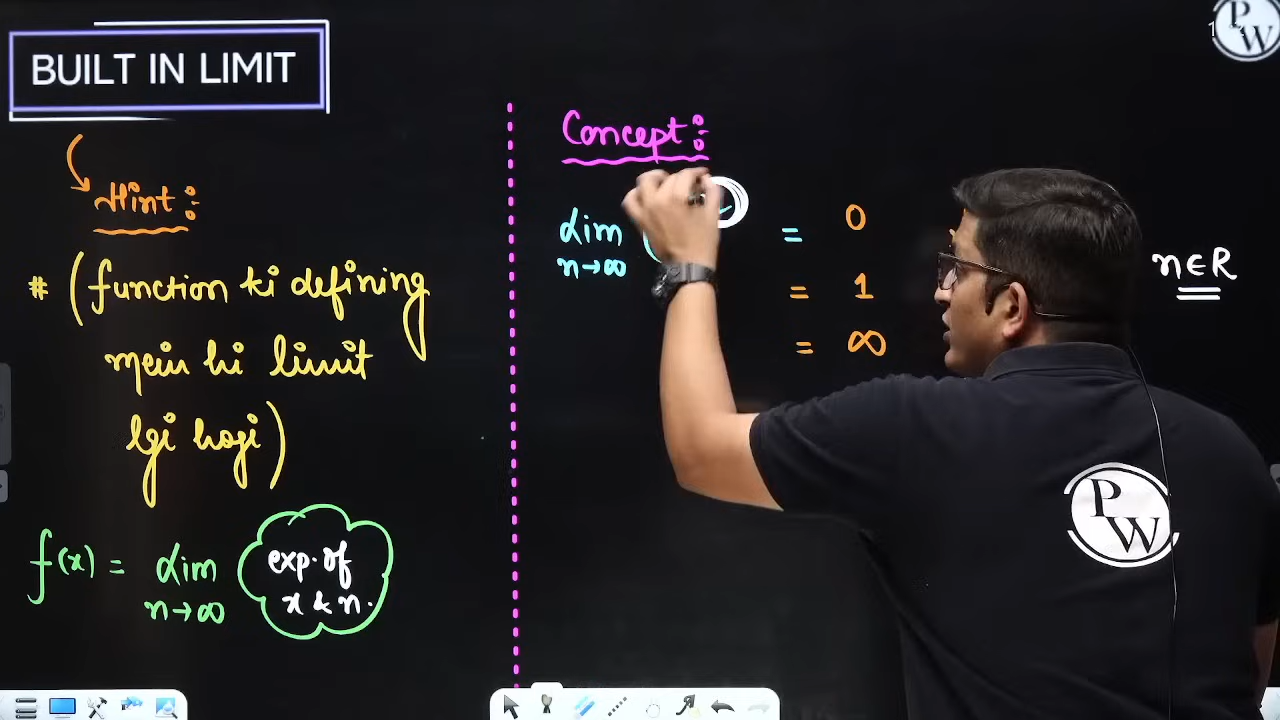 BUILT IN LIMIT
Hint:-
# (function ki defining
mein hi limit
lgi hogi)
f(x) = Lim
n→∞
exp. of
x & n.
Concept:-
Lim
n→∞
= 0
= 1
= ∞
n∈R
PW
PW